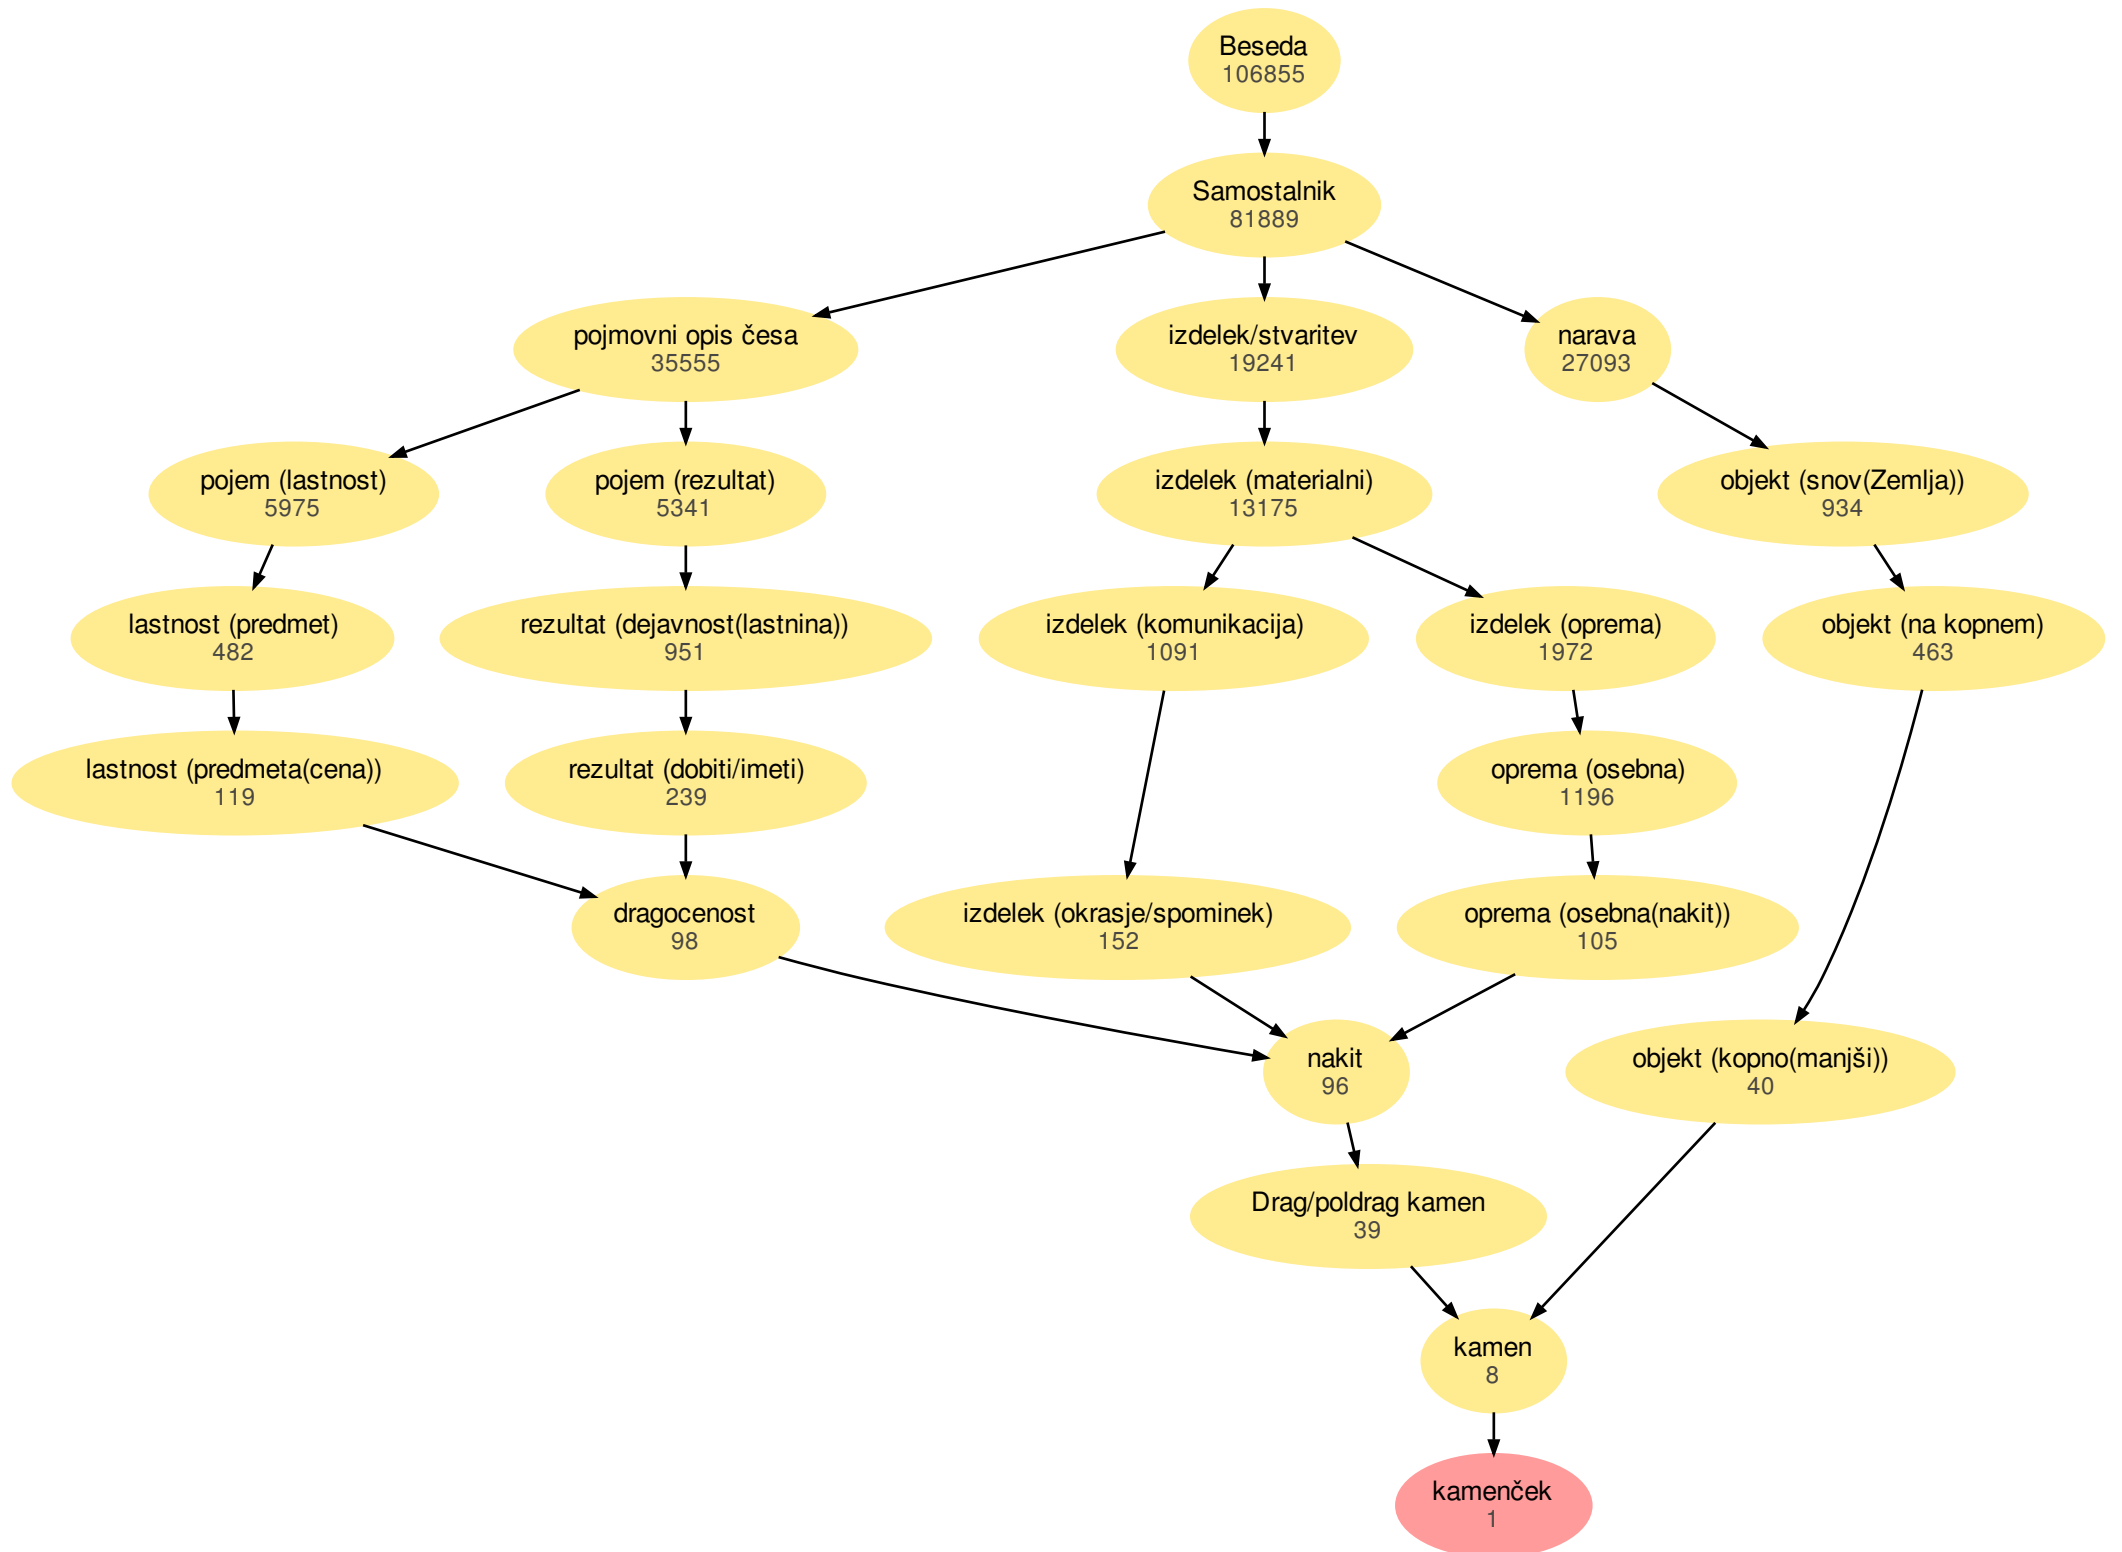 Beseda
106855
Samostalnik
81889
pojmovni opis česa
35555
izdelek/stvaritev
19241
narava
27093
pojem (lastnost)
5975
pojem (rezultat)
5341
izdelek (materialni)
13175
objekt (snov(Zemlja))
934
lastnost (predmet)
482
rezultat (dejavnost(lastnina))
951
izdelek (komunikacija)
1091
izdelek (oprema)
1972
objekt (na kopnem)
463
lastnost (predmeta(cena))
119
rezultat (dobiti/imeti)
239
oprema (osebna)
1196
dragocenost
98
izdelek (okrasje/spominek)
152
oprema (osebna(nakit))
105
nakit
96
objekt (kopno(manjši))
40
Drag/poldrag kamen
39
kamen
8
kamenček
1